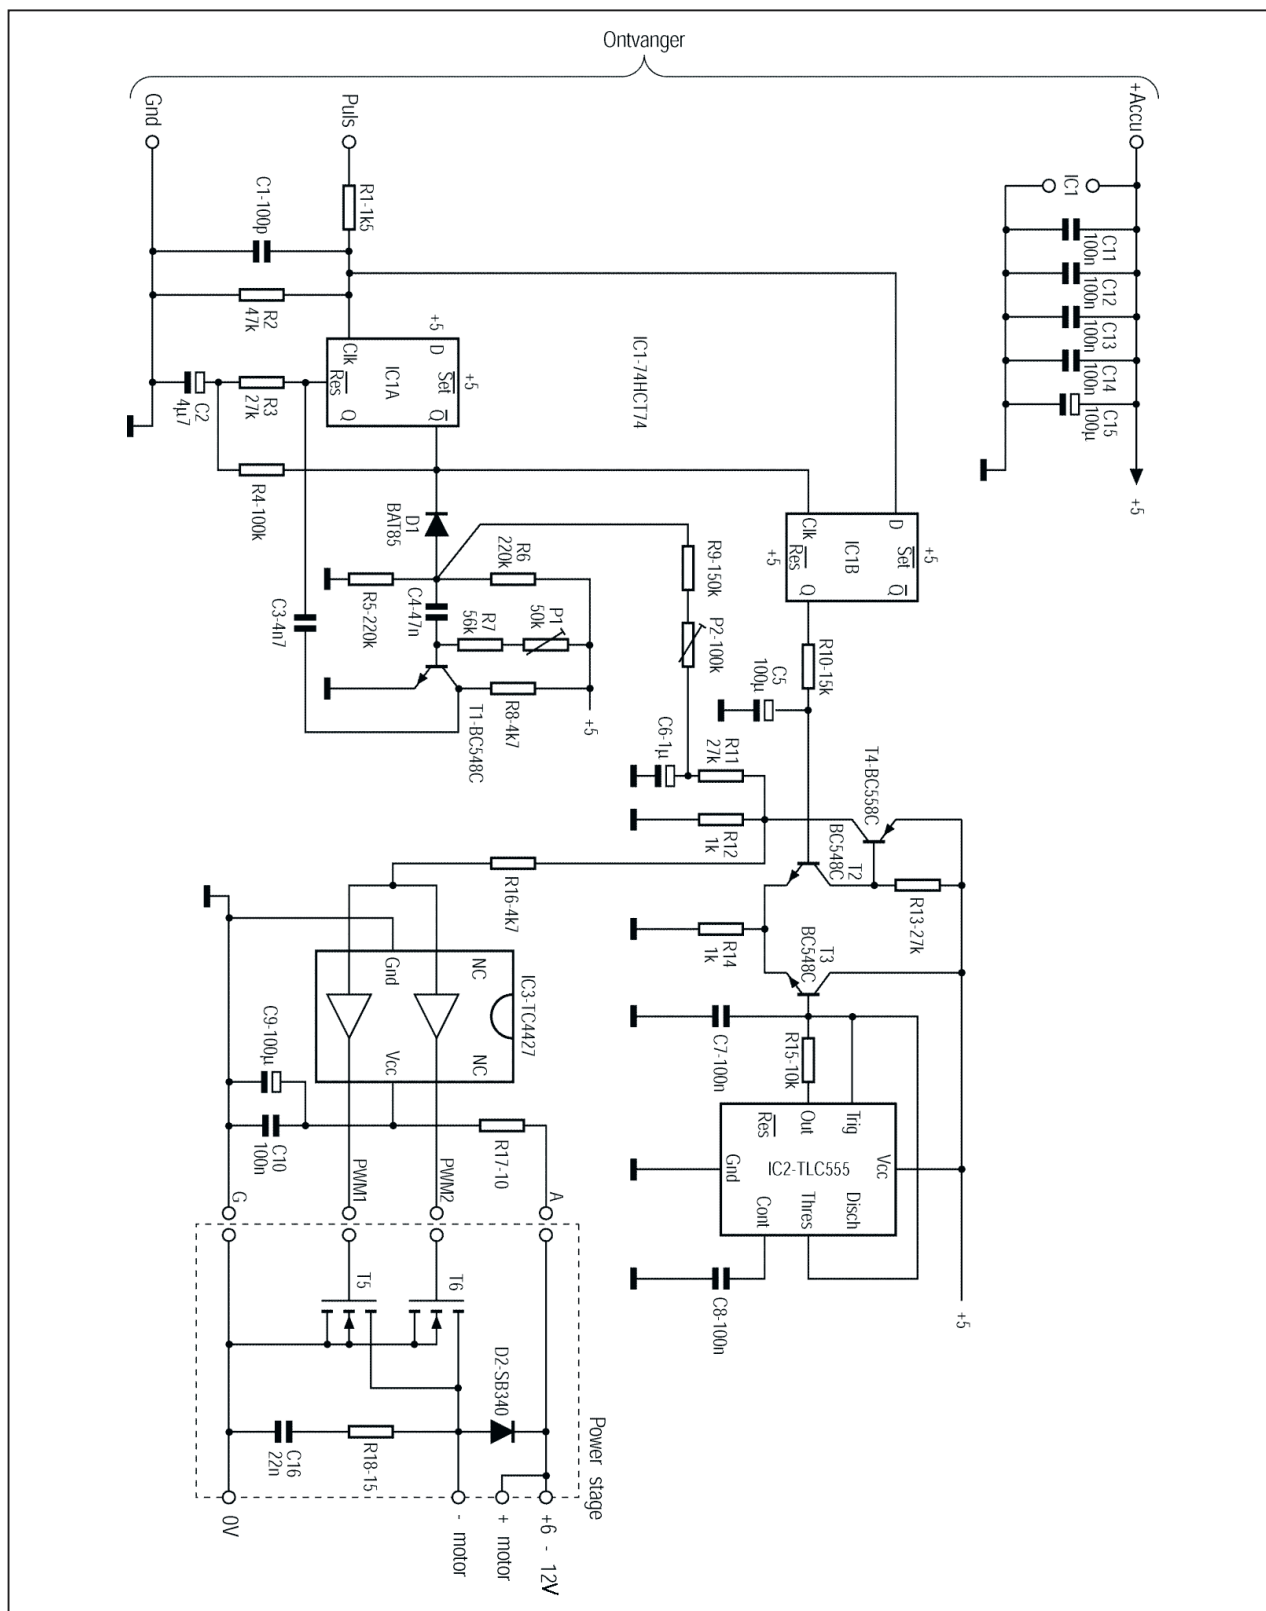 Ontvanger
Gnd
Puls
+Accu
IC1
C1-100p
R1-1k5
C11
100n
C12
100n
C13
100n
C14
100n
C15
100µ
+5
R2
47k
+5
D
Clk
Set
+5
IC1A
Res
Q
Q
IC1-74HCT74
R3
27k
C2
4µ7
R4-100k
D1
BAT85
Clk
D
Set
+5
IC1B
Res
+5
Q
Q
R6
220k
R9-150k
R5-220k
C4-47n
R7
56k
P1
50k
P2-100k
C3-4n7
R10-15k
C5
100µ
R8-4k7
+5
T1-BC548C
C6-1µ
R11
27k
T4-BC558C
R12
1k
T2
BC548C
R13-27k
R16-4k7
R14
1k
T3
BC548C
Gnd
NC
IC3-TC4427
Vcc
NC
C9-100µ
C10
100n
R17-10
C7-100n
R15-10k
Res
Out
Trig
Gnd
IC2-TLC555
Vcc
Cont
Thres
Disch
C8-100n
+5
G
PWM1
PWM2
A
T5
T6
D2-SB340
C16
22n
R18-15
Power stage
0V
- motor
+ motor
+6 - 12V